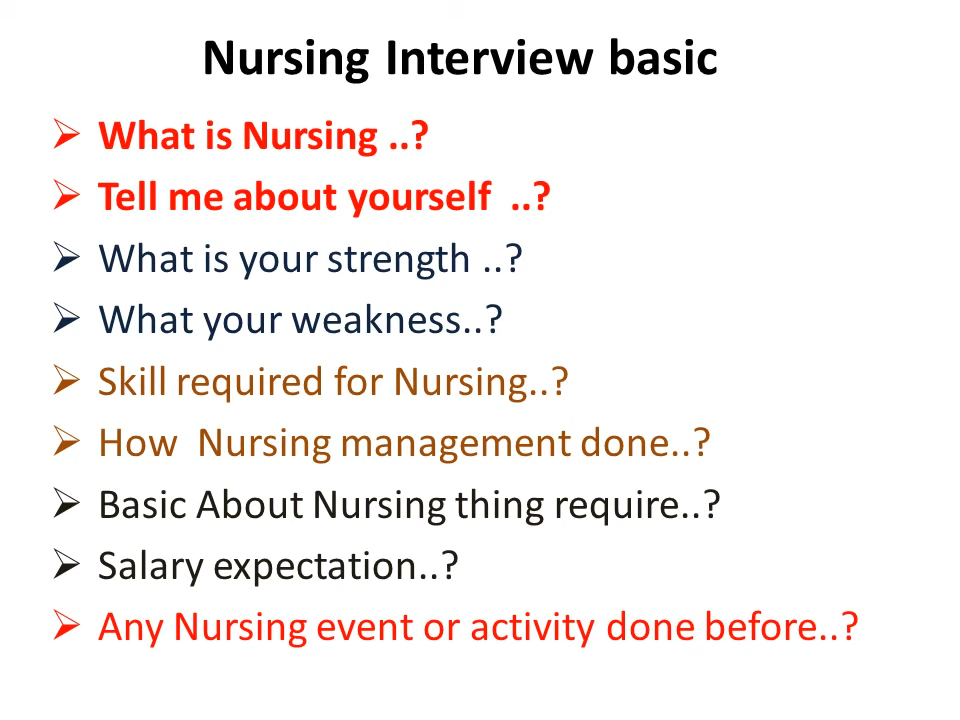 Nursing Interview basic
➢ What is Nursing ..?
➢ Tell me about yourself  ..?
➢ What is your strength ..?
➢ What your weakness..?
➢ Skill required for Nursing..?
➢ How  Nursing management done..?
➢ Basic About Nursing thing require..?
➢ Salary expectation..?
➢ Any Nursing event or activity done before..?